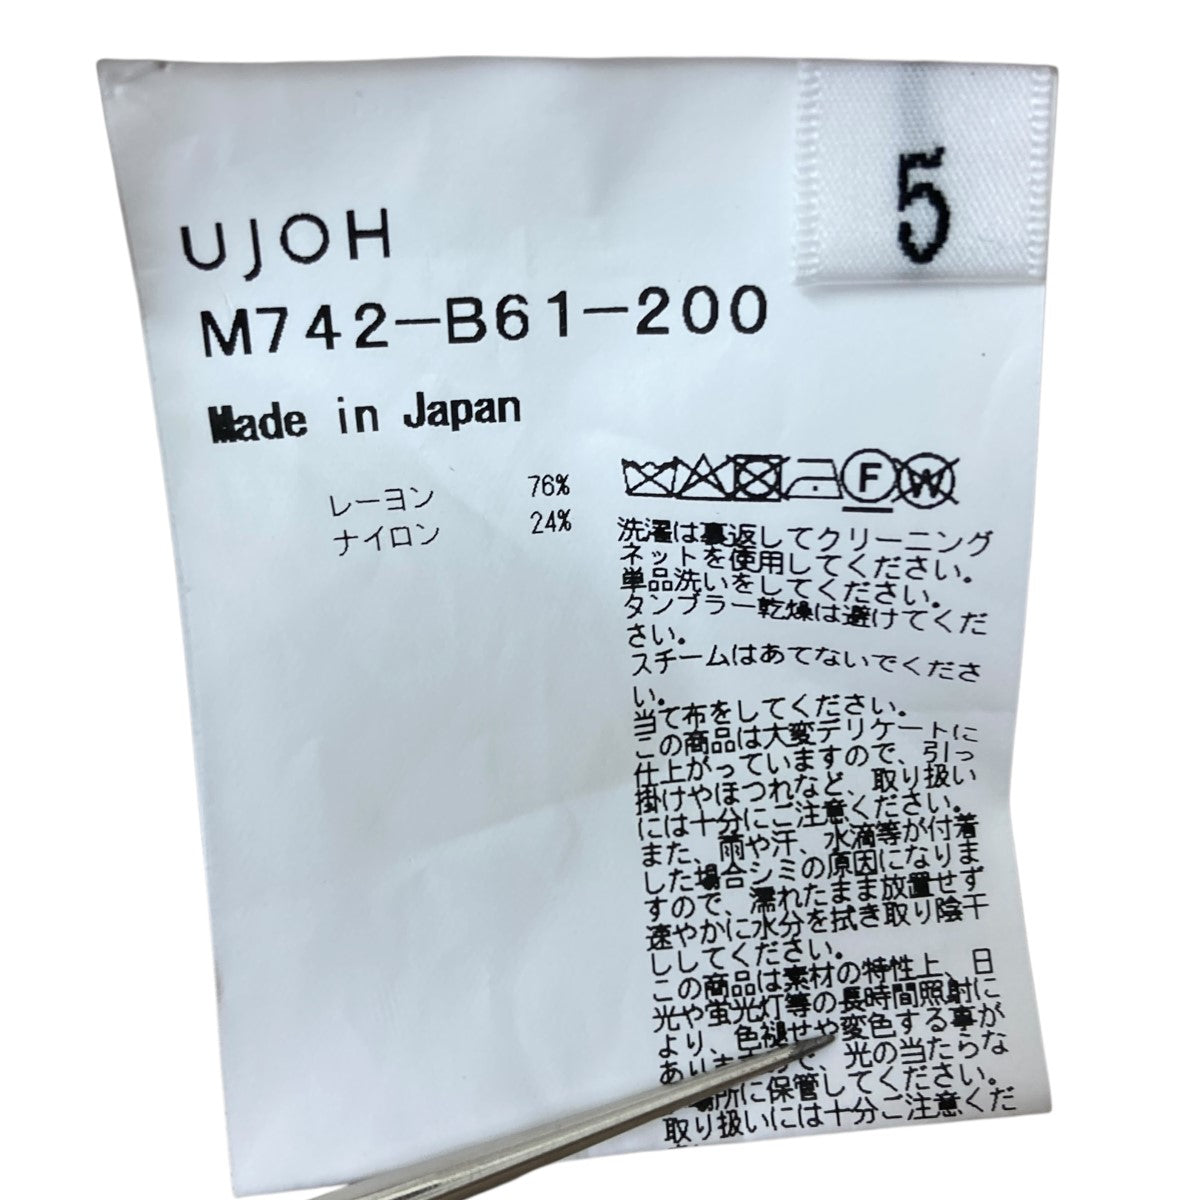 5
UJOH
M742-B61-200
Made in Japan
レーヨン 76%
ナイロン 24%
F W
洗濯は裏返してクリーニング
ネットを使用してください。
単品洗いをしてください。
タンブラー乾燥は避けてくだ
さい。
スチームはあてないでくださ
い。
当て布をしてください。
この商品は大変デリケートに
仕上がっていますので、引っ
掛けやほつれなど、取り扱い
には十分にご注意ください。
また、雨や汗、水滴等が付着
した場合シミの原因になりま
すので、濡れたまま放置せず
速やかに水分を拭き取り陰干
ししてください。
この商品は素材の特性上、日
光や蛍光灯等の長時間照射に
より、色褪せや変色する事が
あり で、光の当たらな
場所に保管してください。
取り扱いには十分ご注意くだ